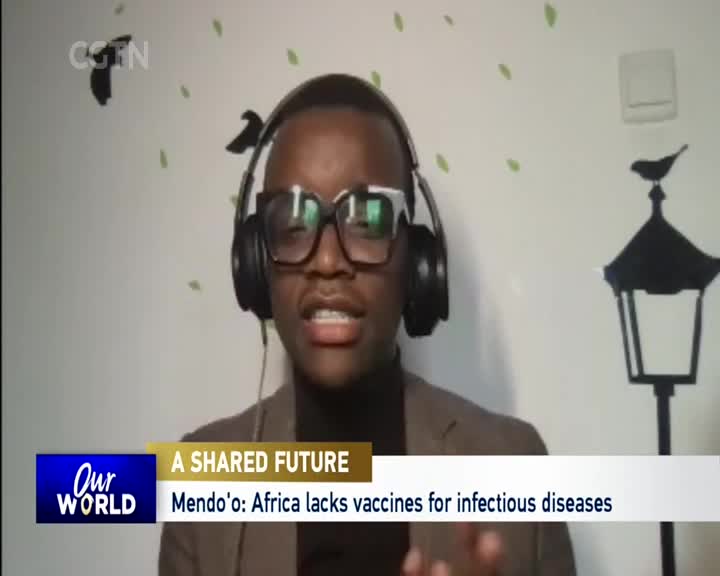 CGTN
A SHARED FUTURE
Our
WORLD
Mendo'o: Africa lacks vaccines for infectious diseases